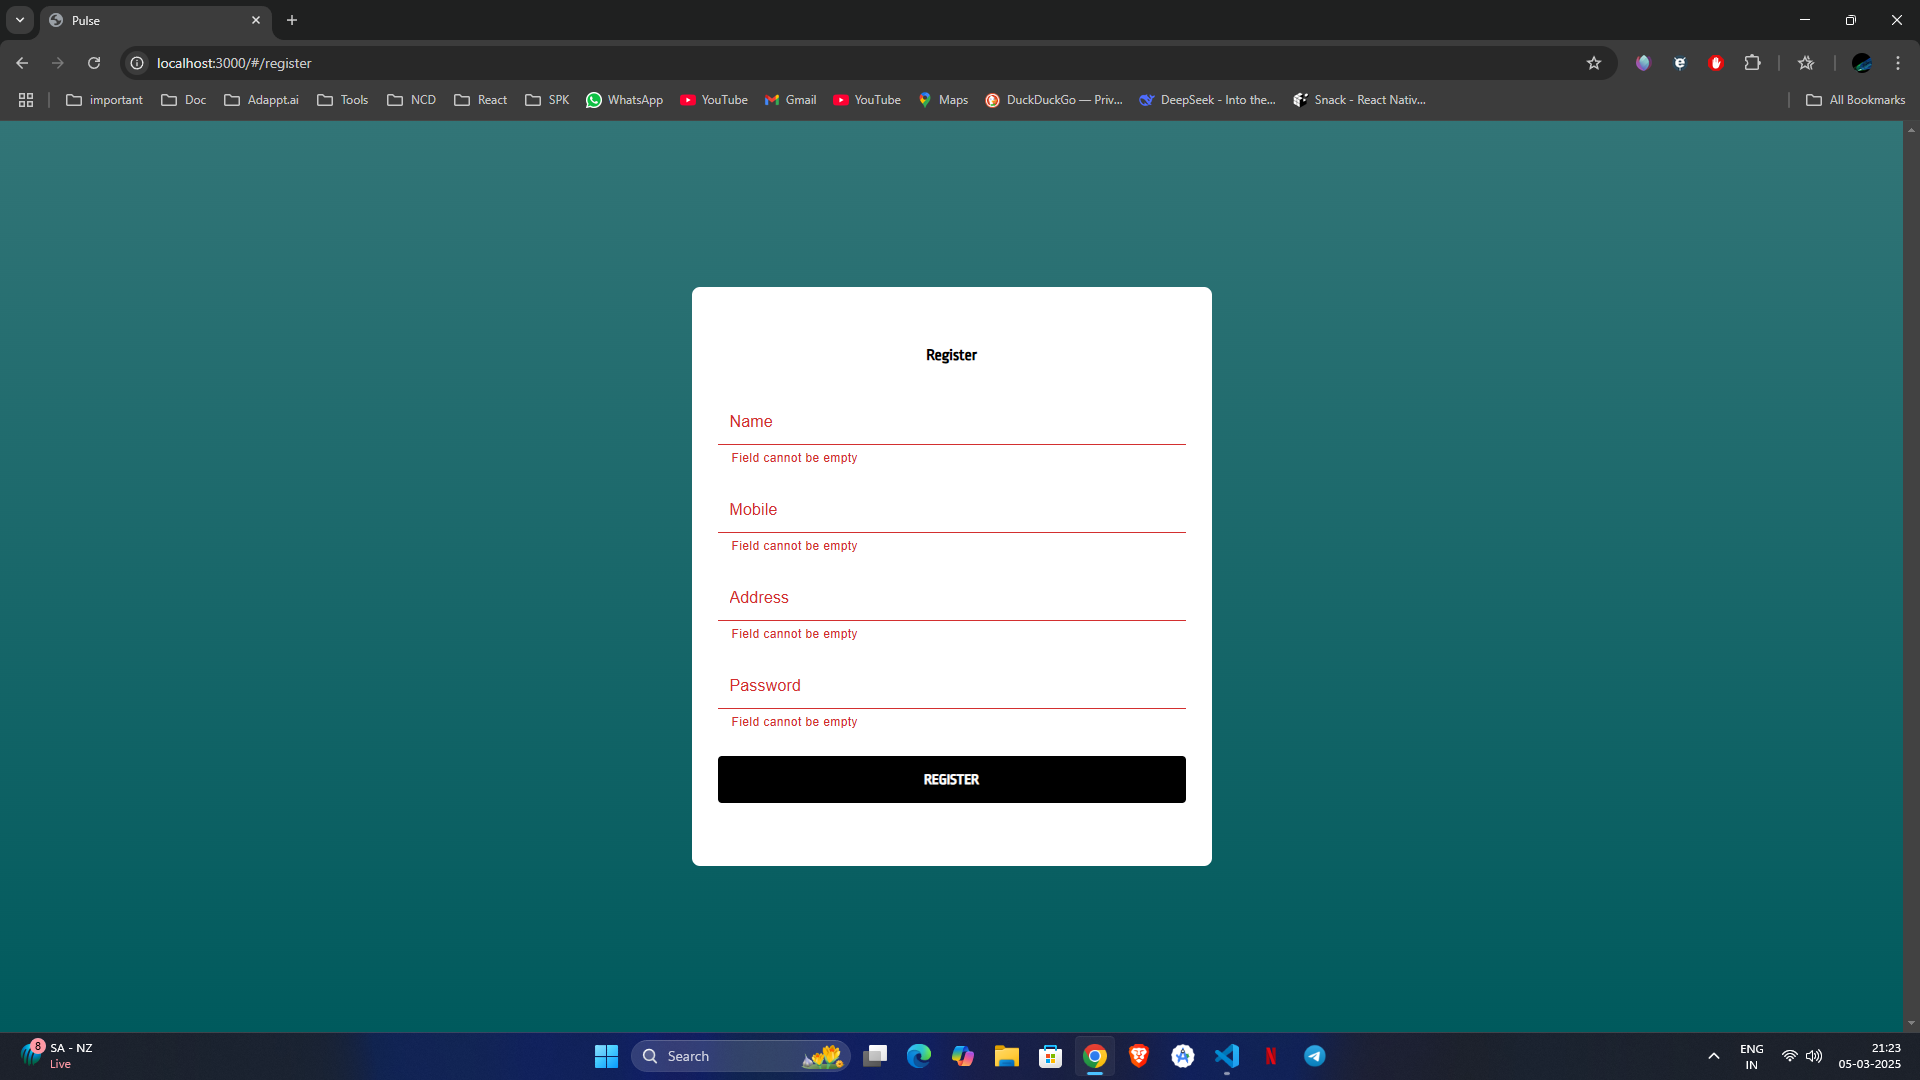 Pulse
localhost:3000/#/register
important
Doc
Adappt.ai
Tools
NCD
React
SPK
WhatsApp
YouTube
Gmail
YouTube
Maps
DuckDuckGo — Priv...
DeepSeek - Into the...
Snack - React Nativ...
All Bookmarks
Register
Name
Field cannot be empty
Mobile
Field cannot be empty
Address
Field cannot be empty
Password
Field cannot be empty
REGISTER
8
SA - NZ
Live
Search
ENG
IN
21:23
05-03-2025